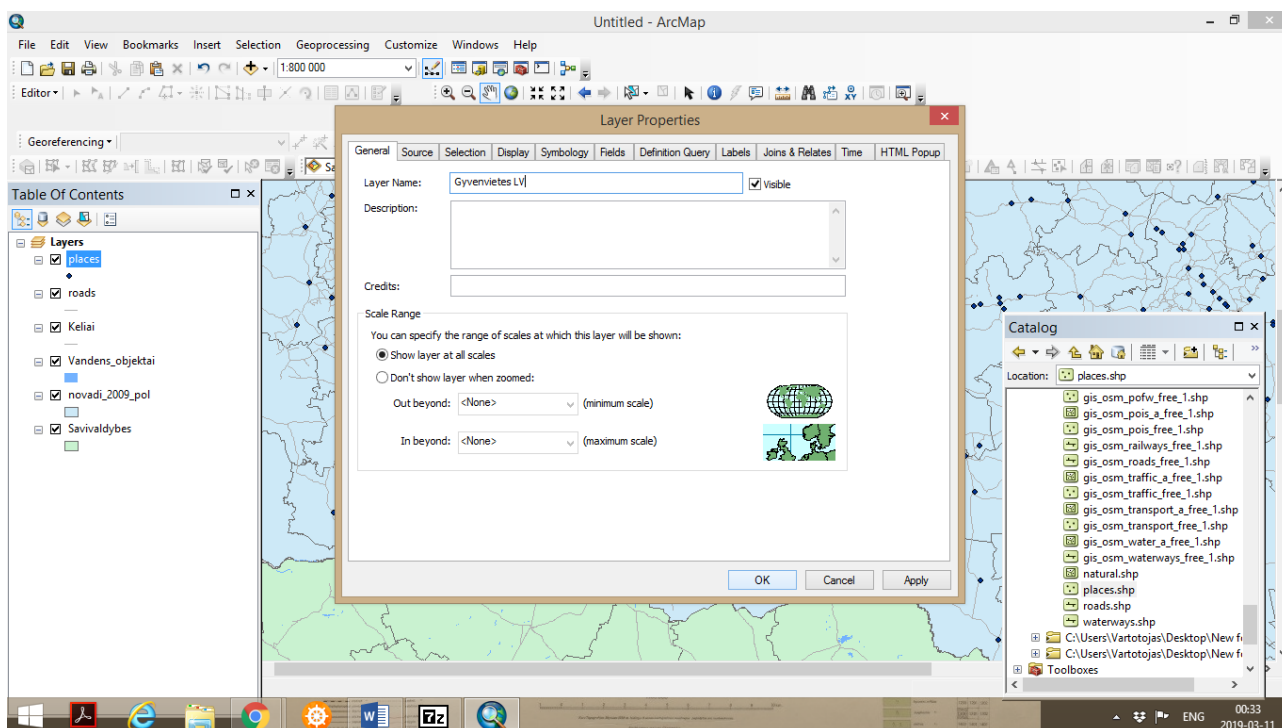 Untitled - ArcMap
File Edit View Bookmarks Insert Selection Geoprocessing Customize Windows Help
1:800 000
Editor
Layer Properties
Georeferencing
General Source Selection Display Symbology Fields Definition Query Labels Joins & Relates Time HTML Popup
Table Of Contents
Layer Name: Gyvenvietes LV Visible
Description:
Layers
places
roads
Keliai
Vandens_objektai
novadi_2009_pol
Savivaldybes
Credits:
Scale Range
You can specify the range of scales at which this layer will be shown:
Show layer at all scales
Don't show layer when zoomed:
Out beyond: <None> (minimum scale)
In beyond: <None> (maximum scale)
OK Cancel Apply
Catalog
Location: places.shp
gis_osm_pofw_free_1.shp
gis_osm_pois_a_free_1.shp
gis_osm_pois_free_1.shp
gis_osm_railways_free_1.shp
gis_osm_roads_free_1.shp
gis_osm_traffic_a_free_1.shp
gis_osm_traffic_free_1.shp
gis_osm_transport_a_free_1.shp
gis_osm_transport_free_1.shp
gis_osm_water_a_free_1.shp
gis_osm_waterways_free_1.shp
natural.shp
places.shp
roads.shp
waterways.shp
C:\Users\Vartotojas\Desktop\New f
C:\Users\Vartotojas\Desktop\New f
Toolboxes
7z
ENG
00:33
2019-03-11